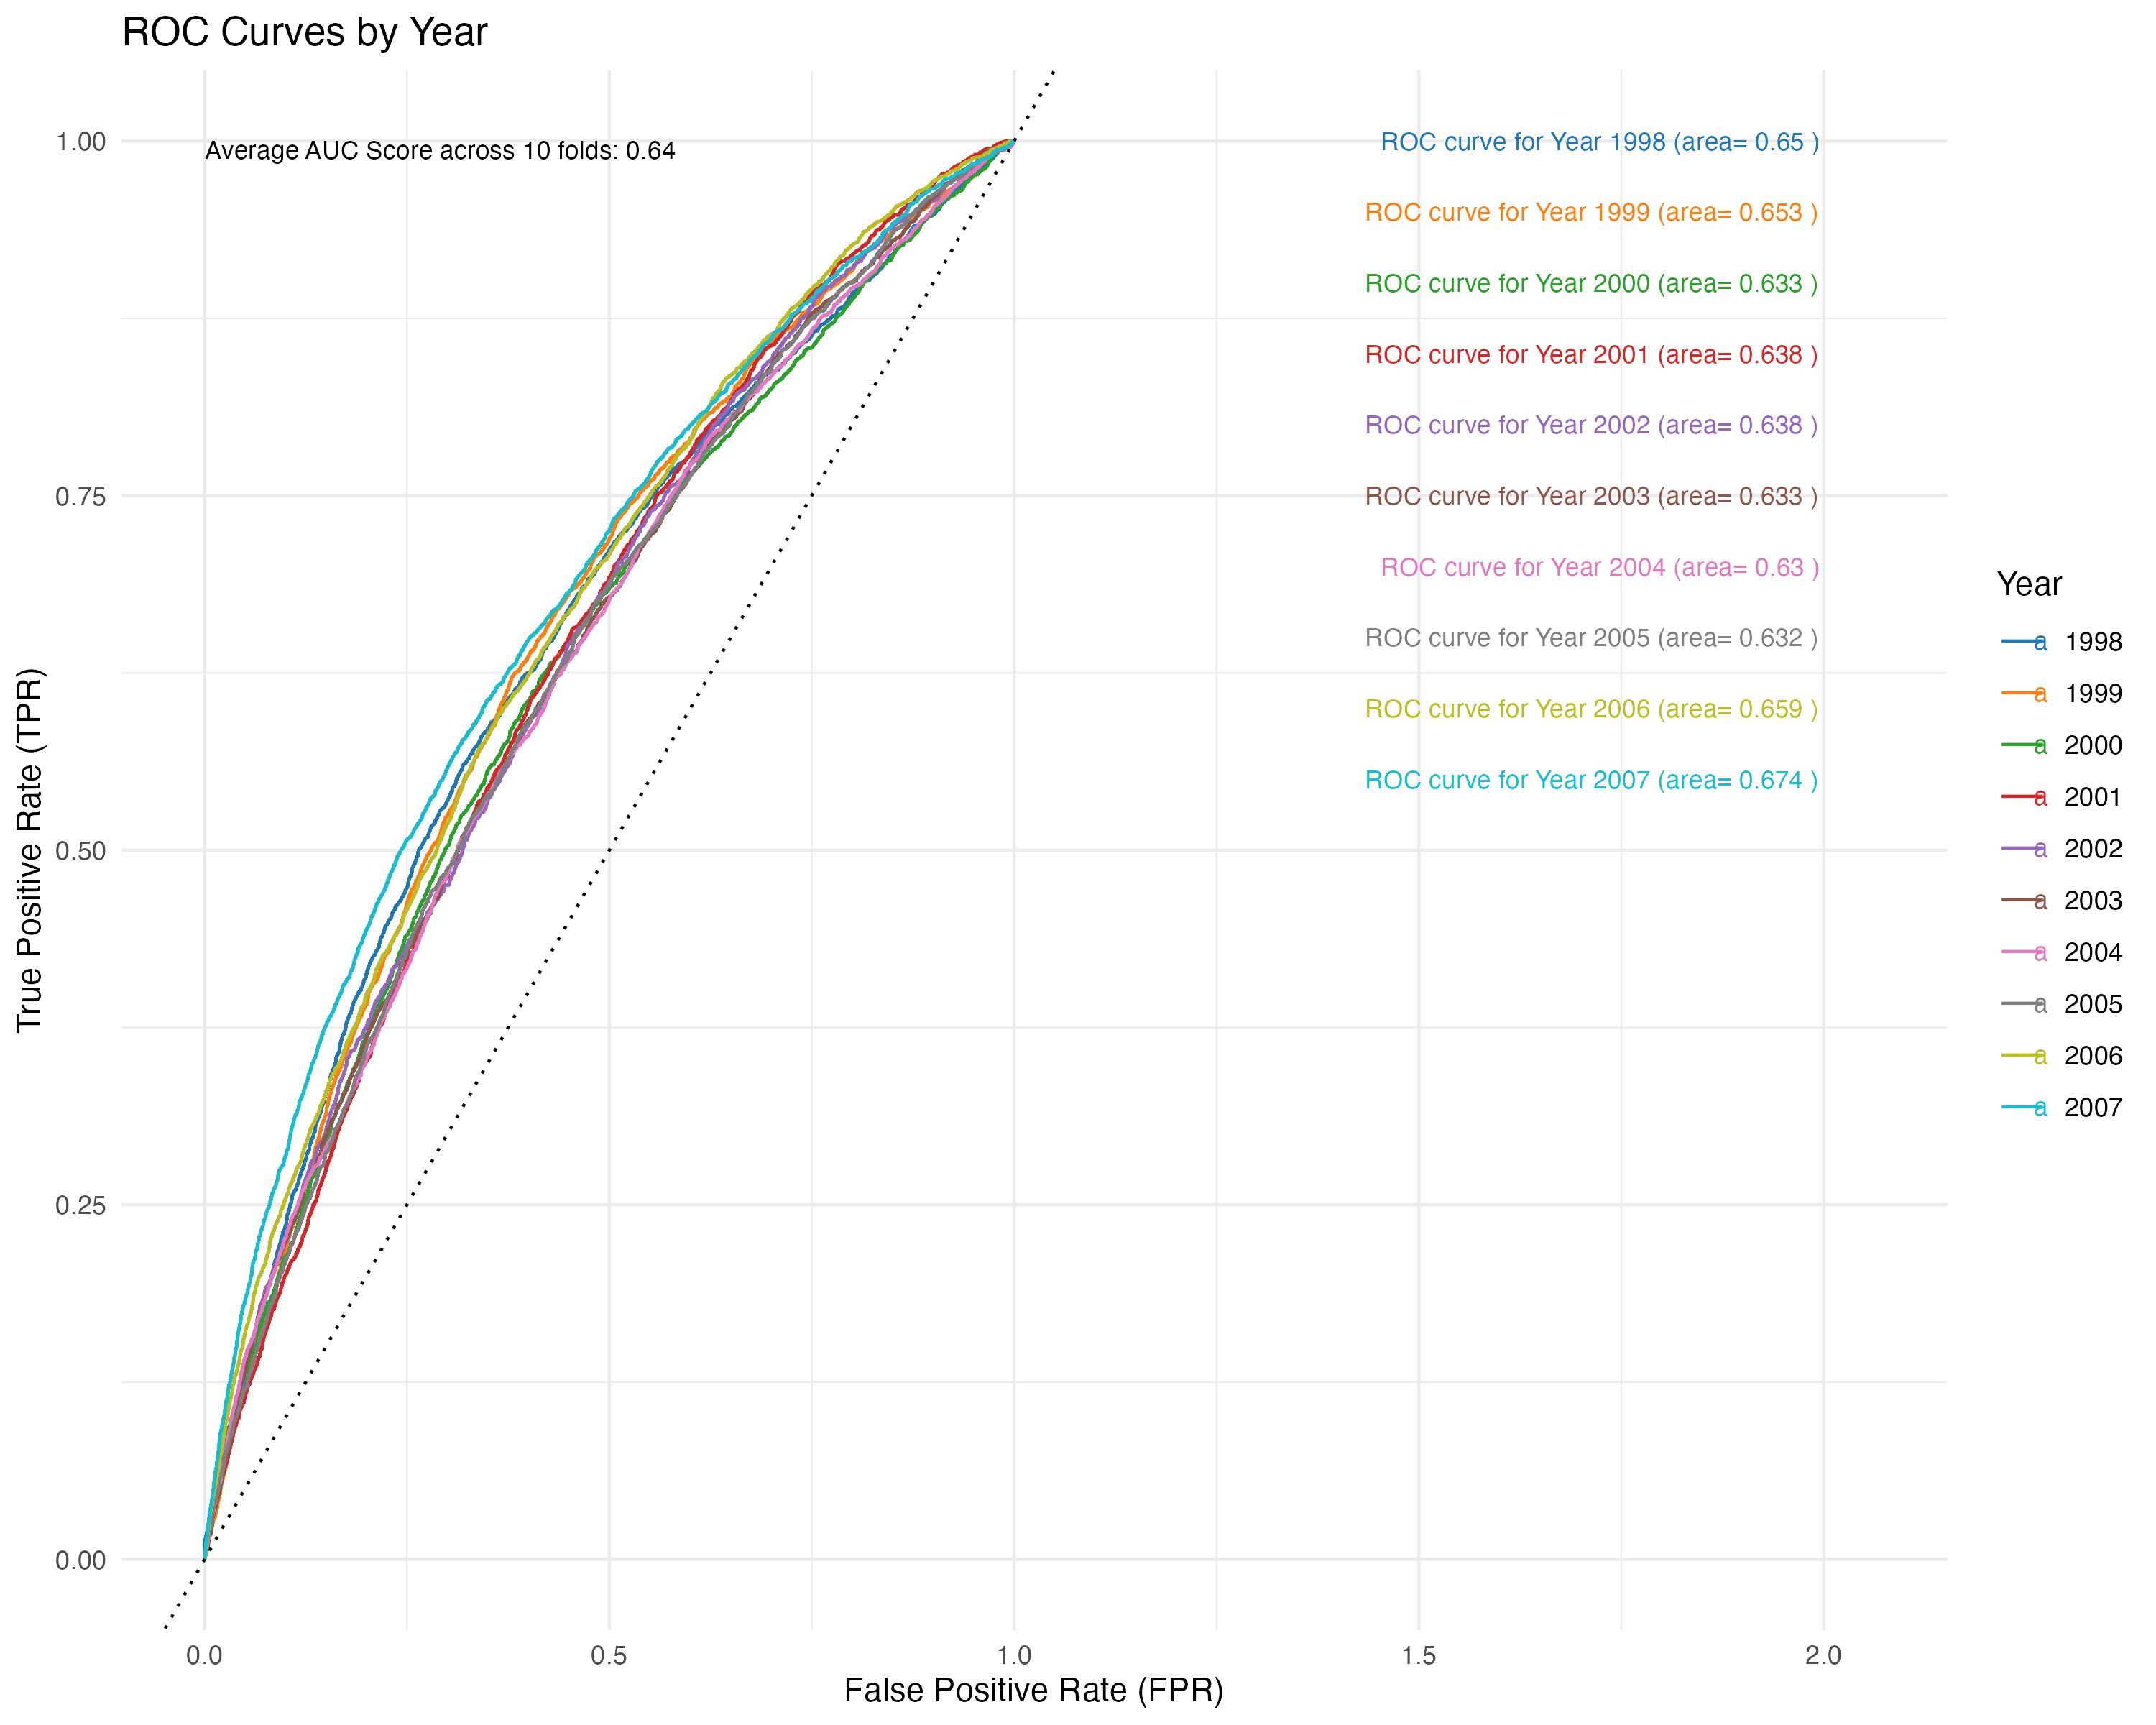 ROC Curves by Year
Average AUC Score across 10 folds: 0.64
ROC curve for Year 1998 (area= 0.65 )
ROC curve for Year 1999 (area= 0.653 )
ROC curve for Year 2000 (area= 0.633 )
ROC curve for Year 2001 (area= 0.638 )
ROC curve for Year 2002 (area= 0.638 )
ROC curve for Year 2003 (area= 0.633 )
ROC curve for Year 2004 (area= 0.63 )
ROC curve for Year 2005 (area= 0.632 )
ROC curve for Year 2006 (area= 0.659 )
ROC curve for Year 2007 (area= 0.674 )
True Positive Rate (TPR)
1.00
0.75
0.50
0.25
0.00
0.0
0.5
1.0
1.5
2.0
False Positive Rate (FPR)
Year
a 1998
a 1999
a 2000
a 2001
a 2002
a 2003
a 2004
a 2005
a 2006
a 2007